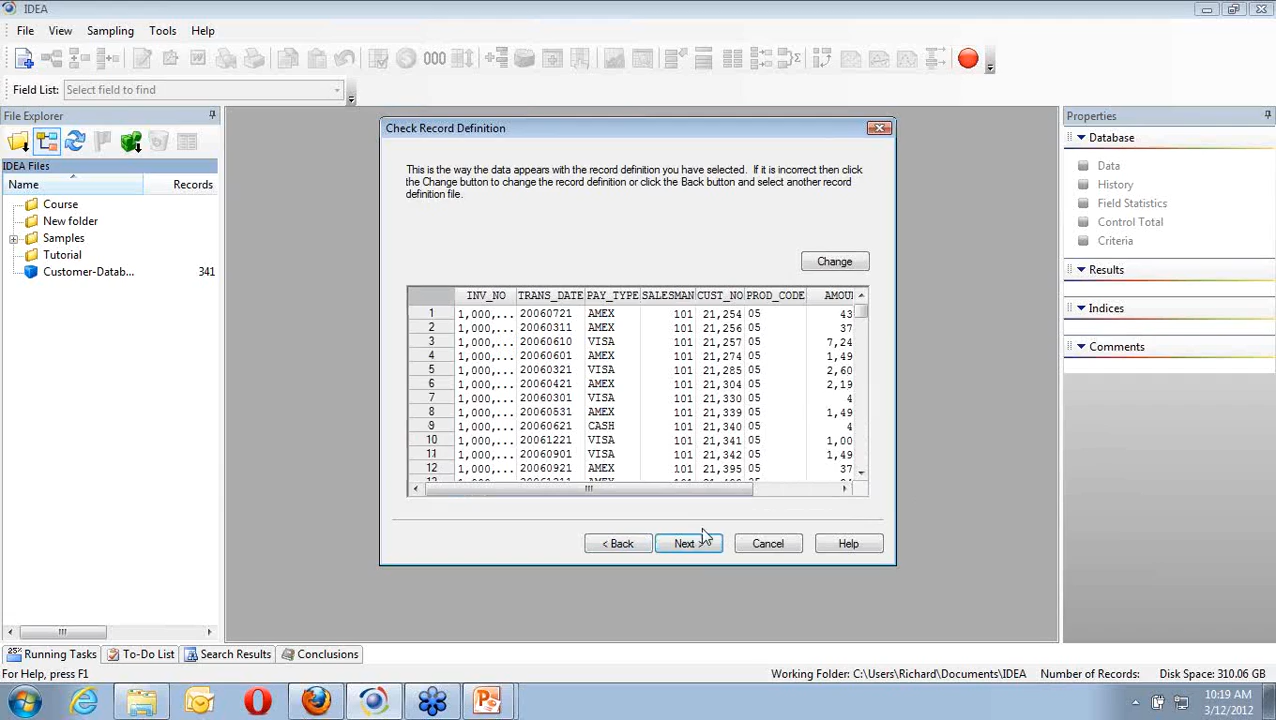 IDEA
File View Sampling Tools Help
Field List: Select field to find
File Explorer
IDEA Files
Name Records
Course
New folder
Samples
Tutorial
Customer-Datab... 341
Check Record Definition
This is the way the data appears with the record definition you have selected. If it is incorrect then click
the Change button to change the record definition or click the Back button and select another record
definition file.
Change
INV_NO TRANS_DATE PAY_TYPE SALESMAN CUST_NO PROD_CODE AMOU
1 1,000,... 20060721 AMEX 101 21,254 05 43
2 1,000,... 20060311 AMEX 101 21,256 05 37
3 1,000,... 20060610 VISA 101 21,257 05 7,24
4 1,000,... 20060601 AMEX 101 21,274 05 1,49
5 1,000,... 20060321 VISA 101 21,285 05 2,60
6 1,000,... 20060421 AMEX 101 21,304 05 2,19
7 1,000,... 20060301 VISA 101 21,330 05 4
8 1,000,... 20060531 AMEX 101 21,339 05 1,49
9 1,000,... 20060621 CASH 101 21,340 05 4
10 1,000,... 20061221 VISA 101 21,341 05 1,00
11 1,000,... 20060901 VISA 101 21,342 05 1,49
12 1,000,... 20060921 AMEX 101 21,395 05 37
< Back Next > Cancel Help
Properties
Database
Data
History
Field Statistics
Control Total
Criteria
Results
Indices
Comments
Running Tasks To-Do List Search Results Conclusions
For Help, press F1 Working Folder: C:\Users\Richard\Documents\IDEA Number of Records: Disk Space: 310.06 GB
10:19 AM
3/12/2012